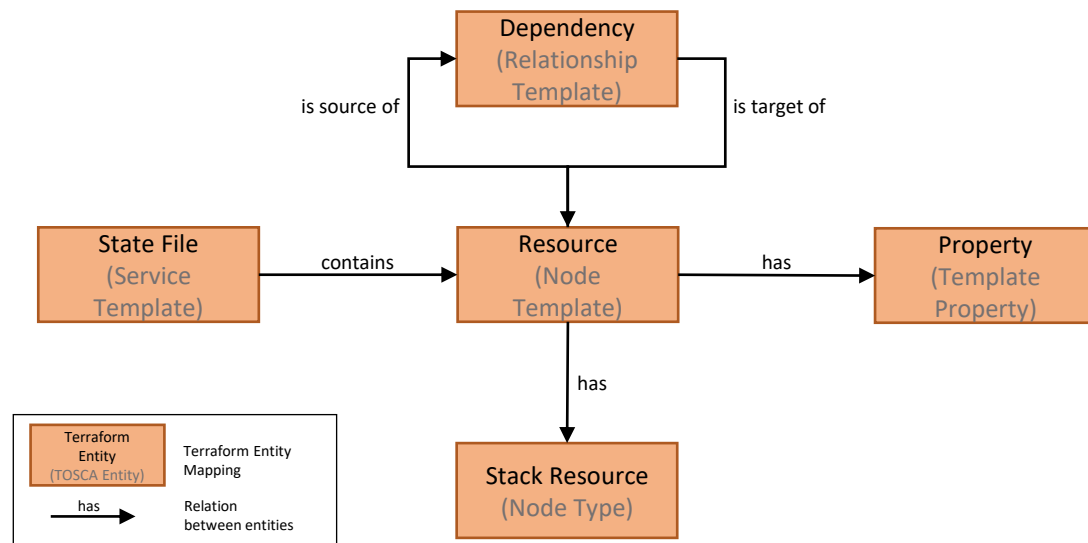 Dependency
(Relationship
Template)
is source of
is target of
State File
(Service
Template)
contains
Resource
(Node
Template)
has
Property
(Template
Property)
has
Stack Resource
(Node Type)
Terraform
Entity
(TOSCA Entity)
Terraform Entity
Mapping
has
Relation
between entities